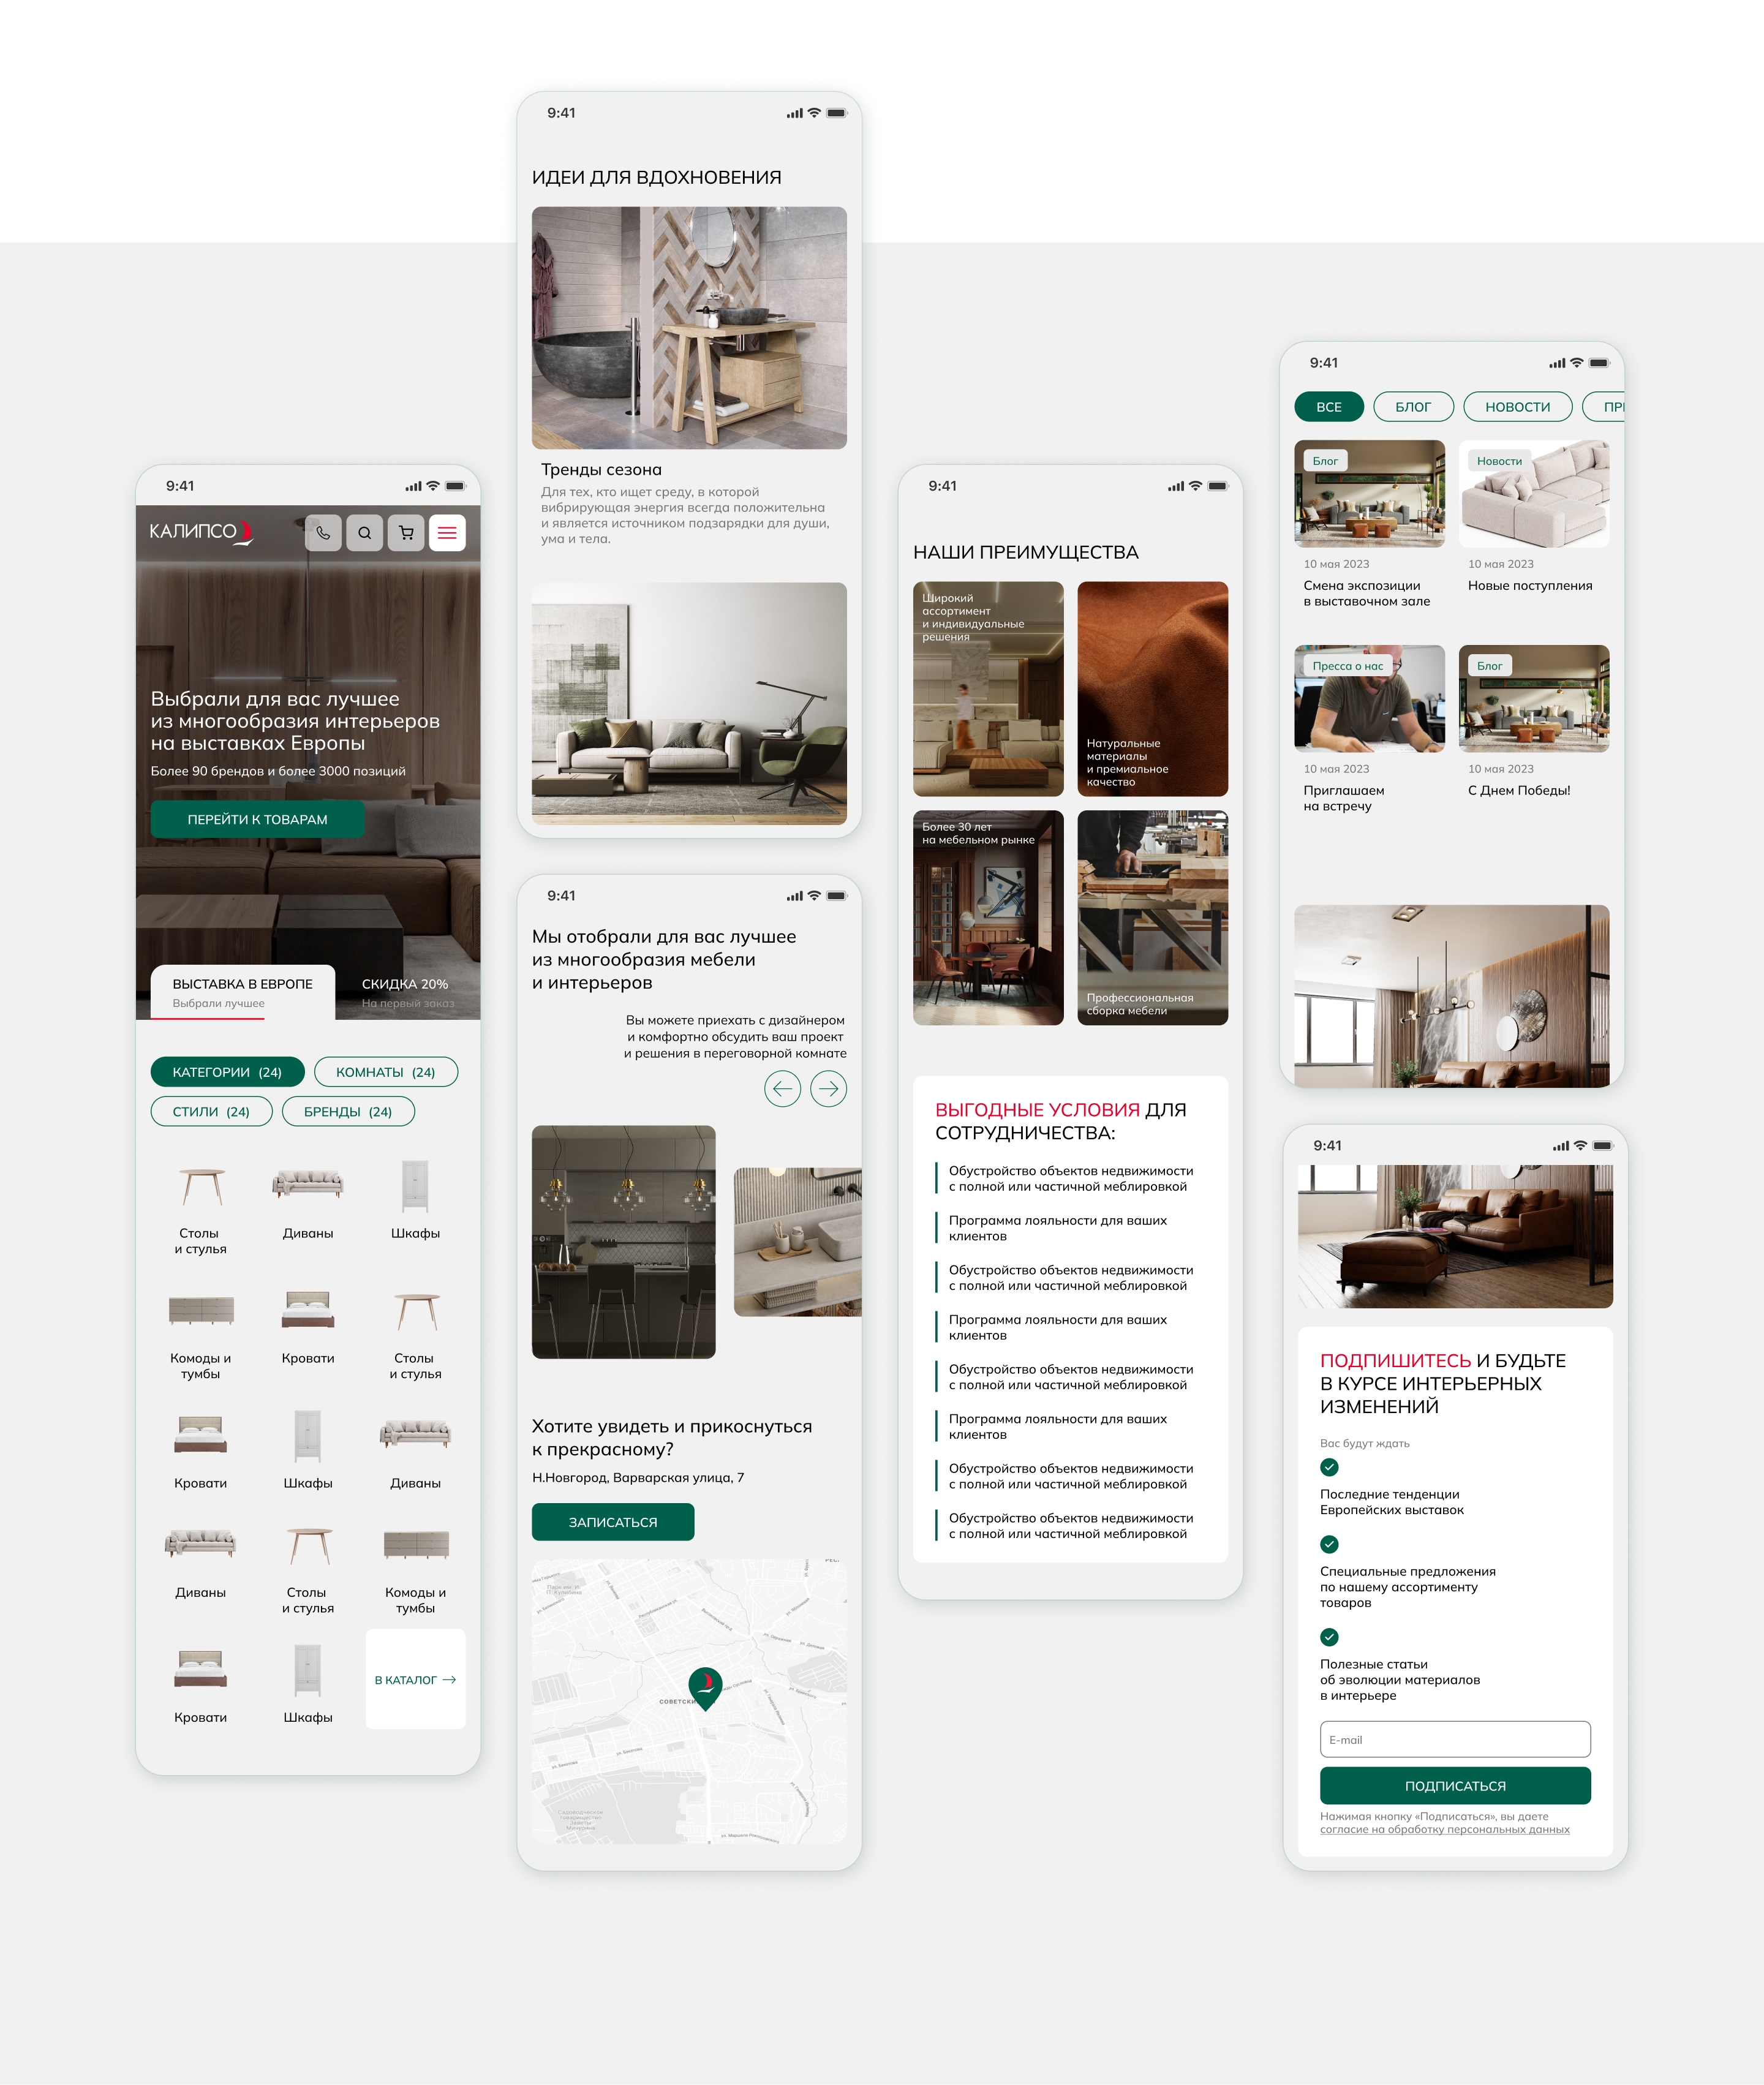 9:41
КАЛИПСО
Выбрали для вас лучшее
из многообразия интерьеров
на выставках Европы
Более 90 брендов и более 3000 позиций
ПЕРЕЙТИ К ТОВАРАМ
ВЫСТАВКА В ЕВРОПЕ
Выбрали лучшее
СКИДКА 20%
На первый заказ
КАТЕГОРИИ (24)
КОМНАТЫ (24)
СТИЛИ (24)
БРЕНДЫ (24)
Столы
и стулья
Диваны
Шкафы
Комоды и
тумбы
Кровати
Столы
и стулья
Кровати
Шкафы
Диваны
Диваны
Столы
и стулья
Комоды и
тумбы
Кровати
Шкафы
В КАТАЛОГ
9:41
ИДЕИ ДЛЯ ВДОХНОВЕНИЯ
Тренды сезона
Для тех, кто ищет среду, в которой
вибрирующая энергия всегда положительна
и является источником подзарядки для души,
ума и тела.
9:41
Мы отобрали для вас лучшее
из многообразия мебели
и интерьеров
Вы можете приехать с дизайнером
и комфортно обсудить ваш проект
и решения в переговорной комнате
Хотите увидеть и прикоснуться
к прекрасному?
Н.Новгород, Варварская улица, 7
ЗАПИСАТЬСЯ
9:41
НАШИ ПРЕИМУЩЕСТВА
Широкий
ассортимент
и индивидуальные
решения
Натуральные
материалы
и премиальное
качество
Более 30 лет
на мебельном рынке
Профессиональная
сборка мебели
ВЫГОДНЫЕ УСЛОВИЯ ДЛЯ
СОТРУДНИЧЕСТВА:
Обустройство объектов недвижимости
с полной или частичной меблировкой
Программа лояльности для ваших
клиентов
Обустройство объектов недвижимости
с полной или частичной меблировкой
Программа лояльности для ваших
клиентов
Обустройство объектов недвижимости
с полной или частичной меблировкой
Программа лояльности для ваших
клиентов
Обустройство объектов недвижимости
с полной или частичной меблировкой
Обустройство объектов недвижимости
с полной или частичной меблировкой
9:41
ВСЕ
БЛОГ
НОВОСТИ
Блог
10 мая 2023
Смена экспозиции
в выставочном зале
Новости
10 мая 2023
Новые поступления
Пресса о нас
10 мая 2023
Приглашаем
на встречу
Блог
10 мая 2023
С Днем Победы!
9:41
ПОДПИШИТЕСЬ И БУДЬТЕ
В КУРСЕ ИНТЕРЬЕРНЫХ
ИЗМЕНЕНИЙ
Вас будут ждать
Последние тенденции
Европейских выставок
Специальные предложения
по нашему ассортименту
товаров
Полезные статьи
об эволюции материалов
в интерьере
E-mail
ПОДПИСАТЬСЯ
Нажимая кнопку «Подписаться», вы даете
согласие на обработку персональных данных